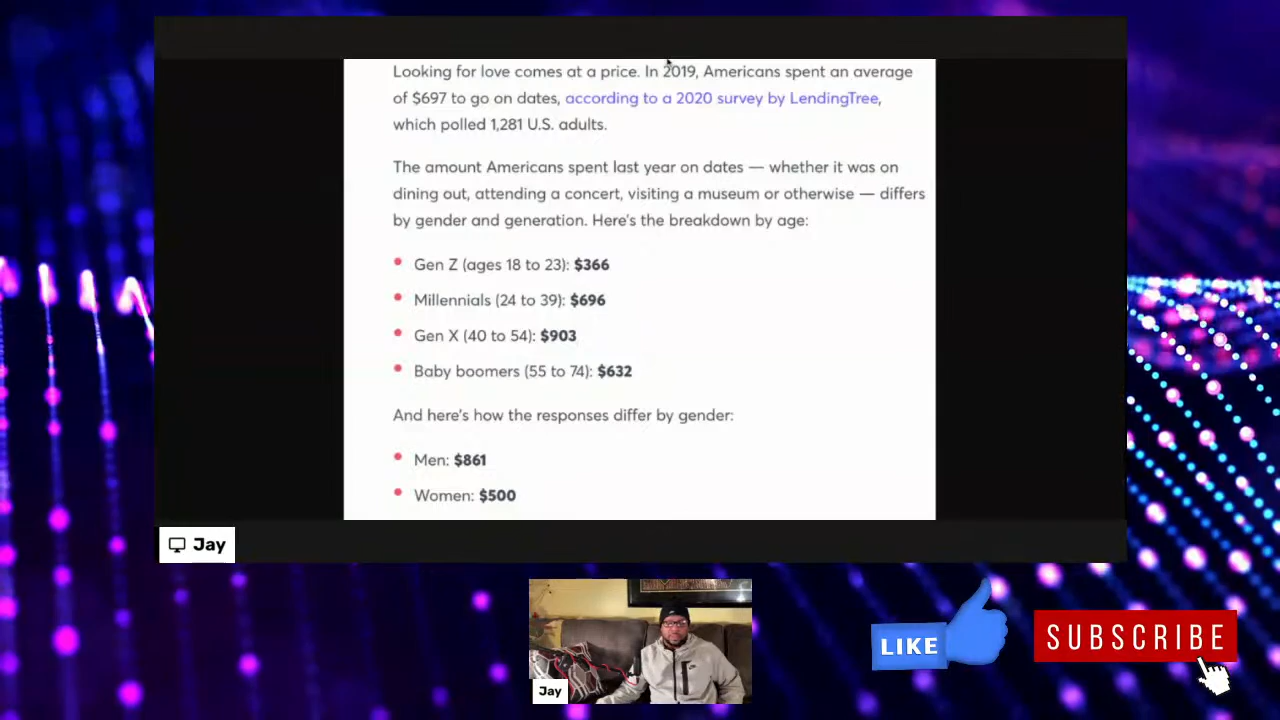 Looking for love comes at a price. In 2019, Americans spent an average
of $697 to go on dates, according to a 2020 survey by LendingTree,
which polled 1,281 U.S. adults.
The amount Americans spent last year on dates — whether it was on
dining out, attending a concert, visiting a museum or otherwise — differs
by gender and generation. Here's the breakdown by age:
Gen Z (ages 18 to 23): $366
Millennials (24 to 39): $696
Gen X (40 to 54): $903
Baby boomers (55 to 74): $632
And here's how the responses differ by gender:
Men: $861
Women: $500
Jay
Jay
LIKE
SUBSCRIBE